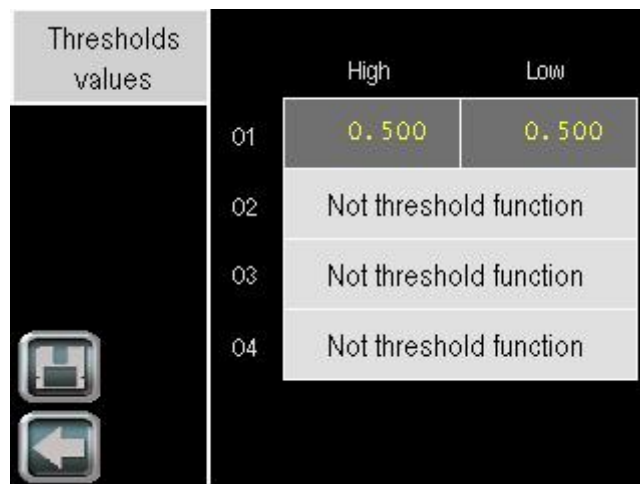 Thresholds
values
High Low
01 0.500 0.500
02 Not threshold function
03 Not threshold function
04 Not threshold function